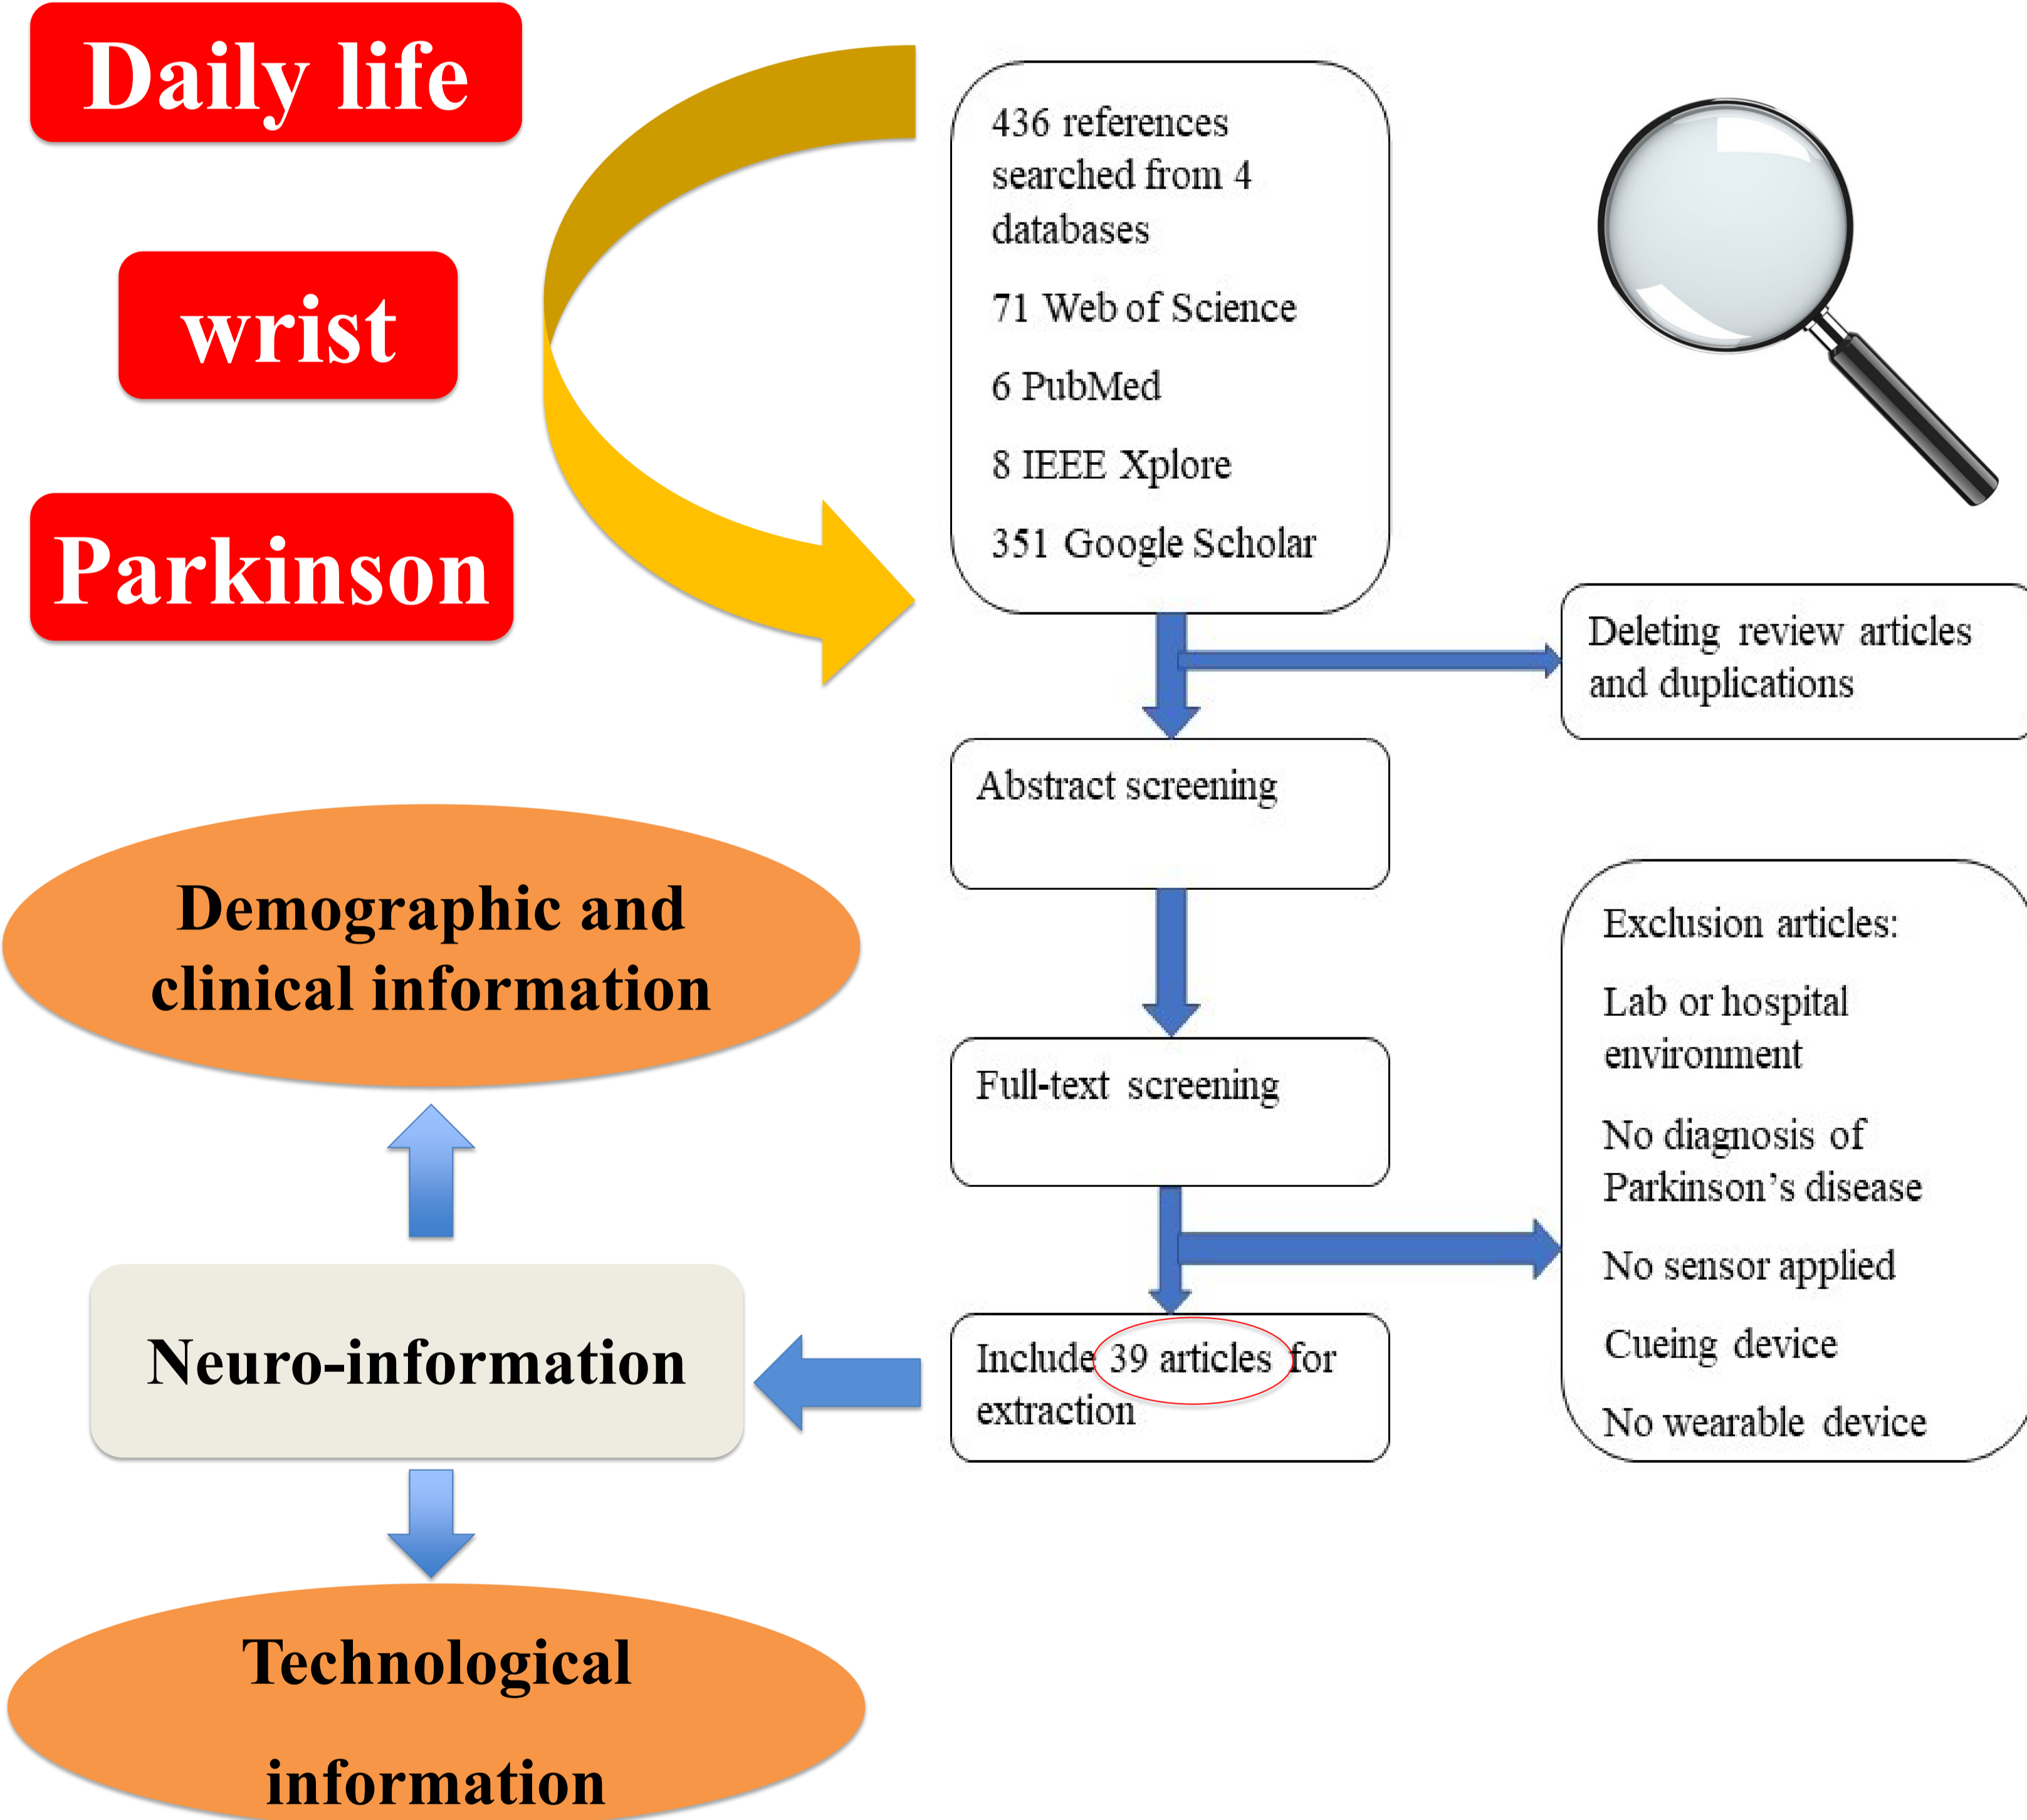 Daily life
wrist
Parkinson
436 references
searched from 4
databases
71 Web of Science
6 PubMed
8 IEEE Xplore
351 Google Scholar
Deleting review articles
and duplications
Abstract screening
Full-text screening
Exclusion articles:
Lab or hospital
environment
No diagnosis of
Parkinson’s disease
No sensor applied
Cueing device
No wearable device
Include 39 articles for
extraction
Neuro-information
Demographic and
clinical information
Technological
information